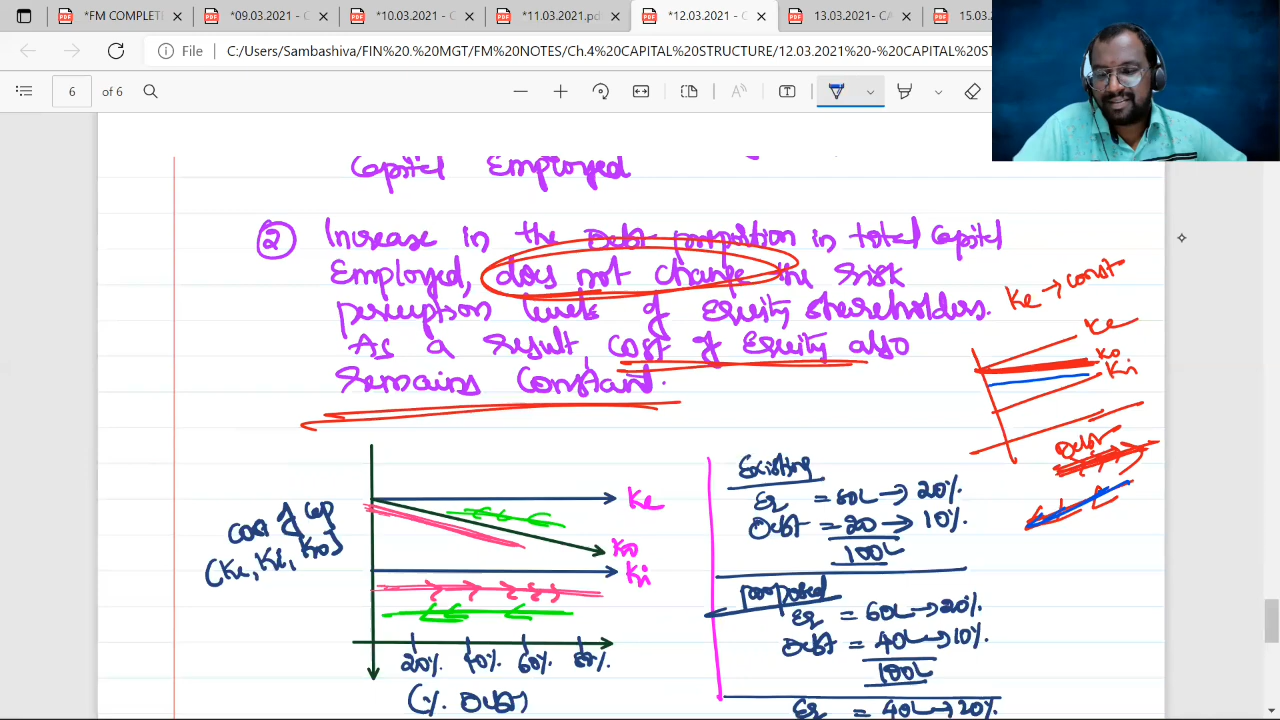 *FM COMPLET
*09.03.2021 - C
*10.03.2021 - C
*11.03.2021.pd
*12.03.2021 - C
13.03.2021- CA
15.03
File
C:/Users/Sambashiva/FIN%20.%20MGT/FM%20NOTES/Ch.4%20CAPITAL%20STRUCTURE/12.03.2021%20-%20CAPITAL%20ST
6 of 6
Capital Employed
② Increase in the Debt proportion in total Capital
Employed, does not change the risk
perception levels of Equity shareholders.
As a result, cost of Equity also
remains constant.
Ke → const
Ke
Ko
Ki
Debt
cost of cap
(Ke, Ki, Ko)
Ke
Ko
Ki
20% 40% 60% 80%
(% Debt)
Existing
Eq = 80L → 20%
Debt = 20 → 10%
100L
proposed
Eq = 60L → 20%
Debt = 40L → 10%
100L
Eq = 40L → 20%